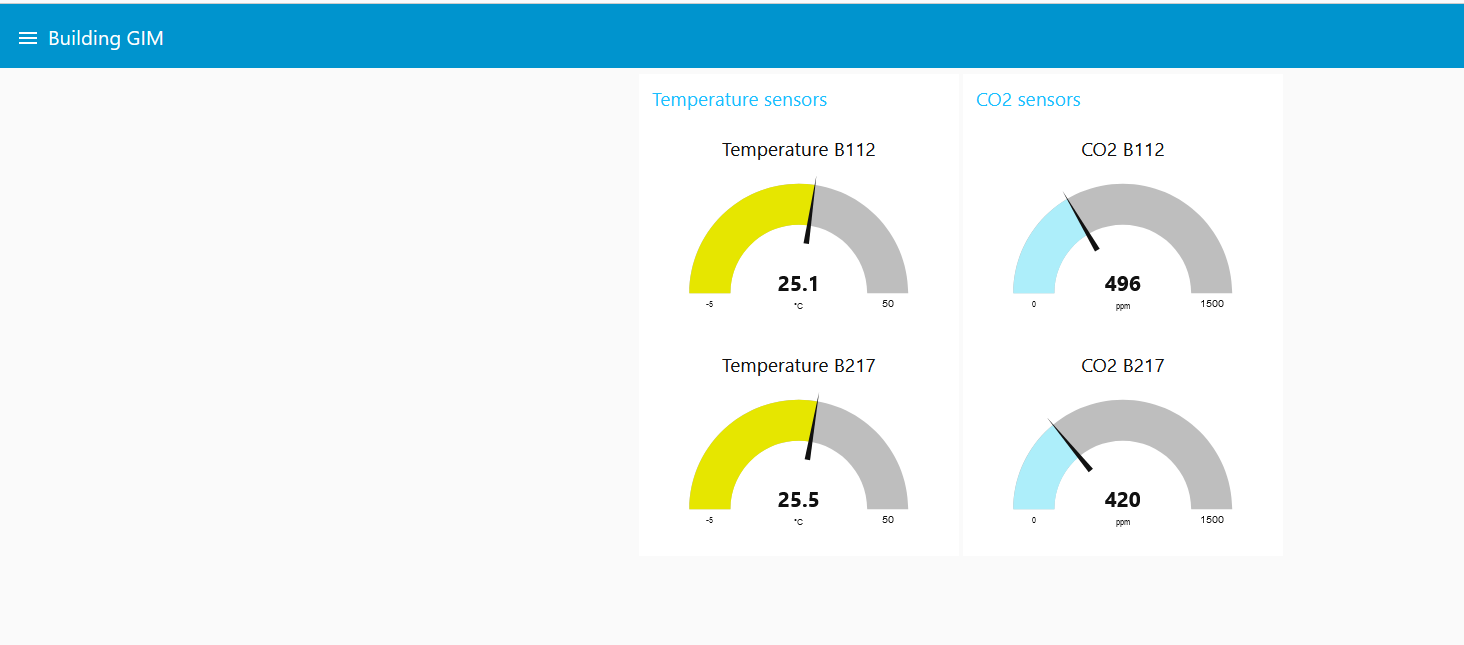 Building GIM
Temperature sensors
Temperature B112
25.1
-5
°C
50
Temperature B217
25.5
-5
°C
50
CO2 sensors
CO2 B112
496
0
ppm
1500
CO2 B217
420
0
ppm
1500